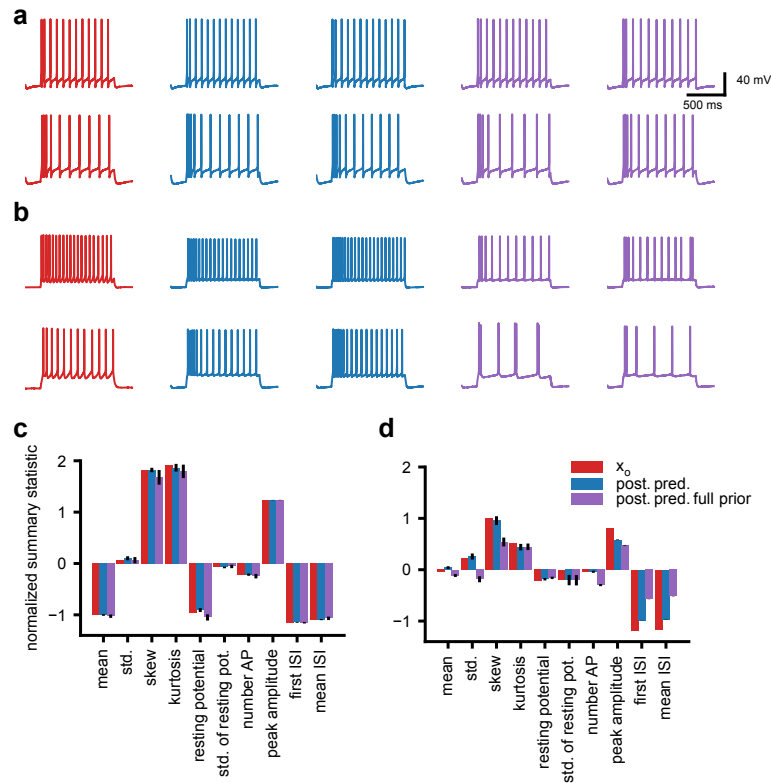 a
40 mV
500 ms
b
c
d
normalized summary statistic
2
1
0
−1
mean
std.
skew
kurtosis
resting potential
std. of resting pot.
number AP
peak amplitude
first ISI
mean ISI
2
1
0
−1
xₒ
post. pred.
post. pred. full prior
mean
std.
skew
kurtosis
resting potential
std. of resting pot.
number AP
peak amplitude
first ISI
mean ISI